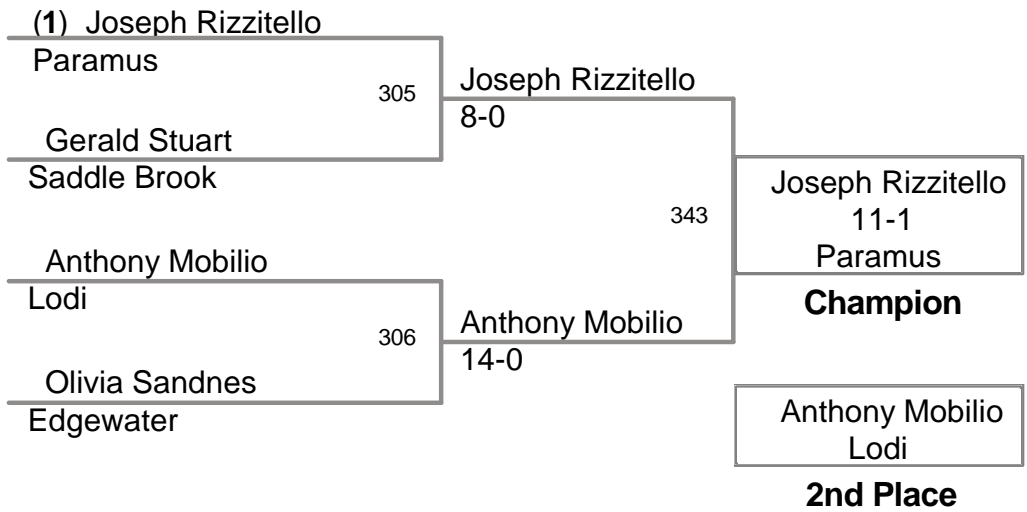 (1) Joseph Rizzitello
Paramus
305
Gerald Stuart
Saddle Brook
Joseph Rizzitello
8-0
Anthony Mobilio
Lodi
306
Olivia Sandnes
Edgewater
Anthony Mobilio
14-0
343
Joseph Rizzitello
11-1
Paramus
Champion
Anthony Mobilio
Lodi
2nd Place